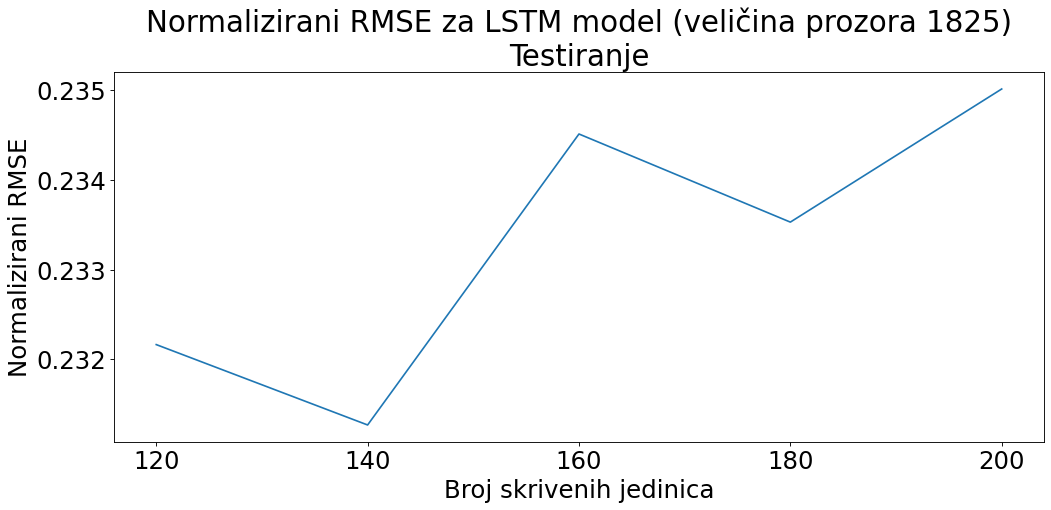 Normalizirani RMSE za LSTM model (veličina prozora 1825)
Testiranje
Normalizirani RMSE
0.235
0.234
0.233
0.232
120 140 160 180 200
Broj skrivenih jedinica